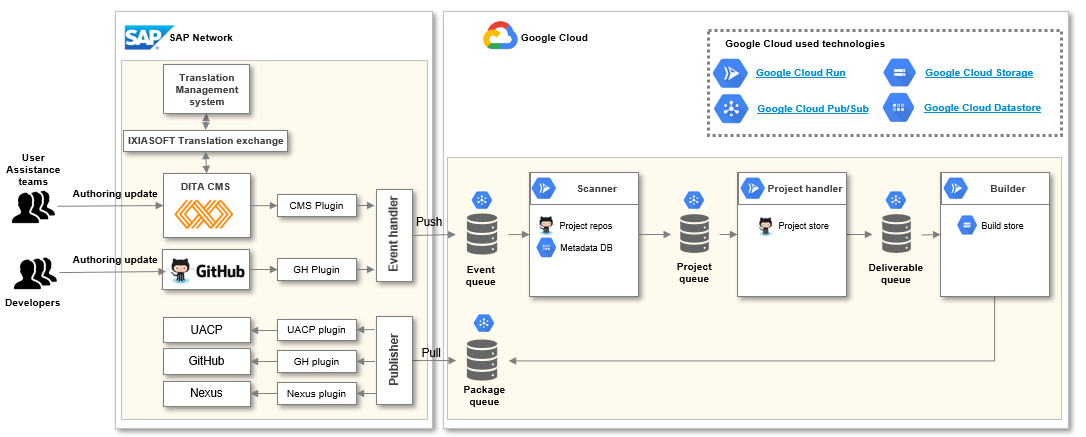 SAP
SAP Network
Google Cloud
Google Cloud used technologies
Google Cloud Run
Google Cloud Storage
Google Cloud Pub/Sub
Google Cloud Datastore
Translation
Management
system
IXIASOFT Translation exchange
User
Assistance
teams
Authoring update
DITA CMS
CMS Plugin
Event handler
Push
Developers
Authoring update
GitHub
GH Plugin
Event
queue
Scanner
Project repos
Metadata DB
Project
queue
Project handler
Project store
Deliverable
queue
Builder
Build store
UACP
UACP plugin
GitHub
GH plugin
Nexus
Nexus plugin
Publisher
Pull
Package
queue